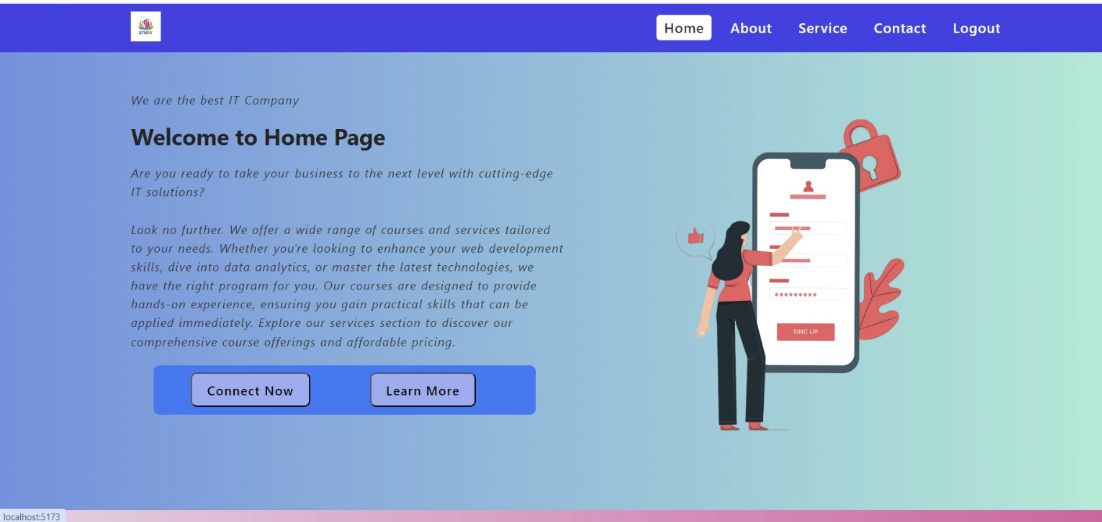 Home About Service Contact Logout
We are the best IT Company
Welcome to Home Page
Are you ready to take your business to the next level with cutting-edge
IT solutions?
Look no further. We offer a wide range of courses and services tailored
to your needs. Whether you're looking to enhance your web development
skills, dive into data analytics, or master the latest technologies, we
have the right program for you. Our courses are designed to provide
hands-on experience, ensuring you gain practical skills that can be
applied immediately. Explore our services section to discover our
comprehensive course offerings and affordable pricing.
Connect Now Learn More
SING UP
localhost:5173